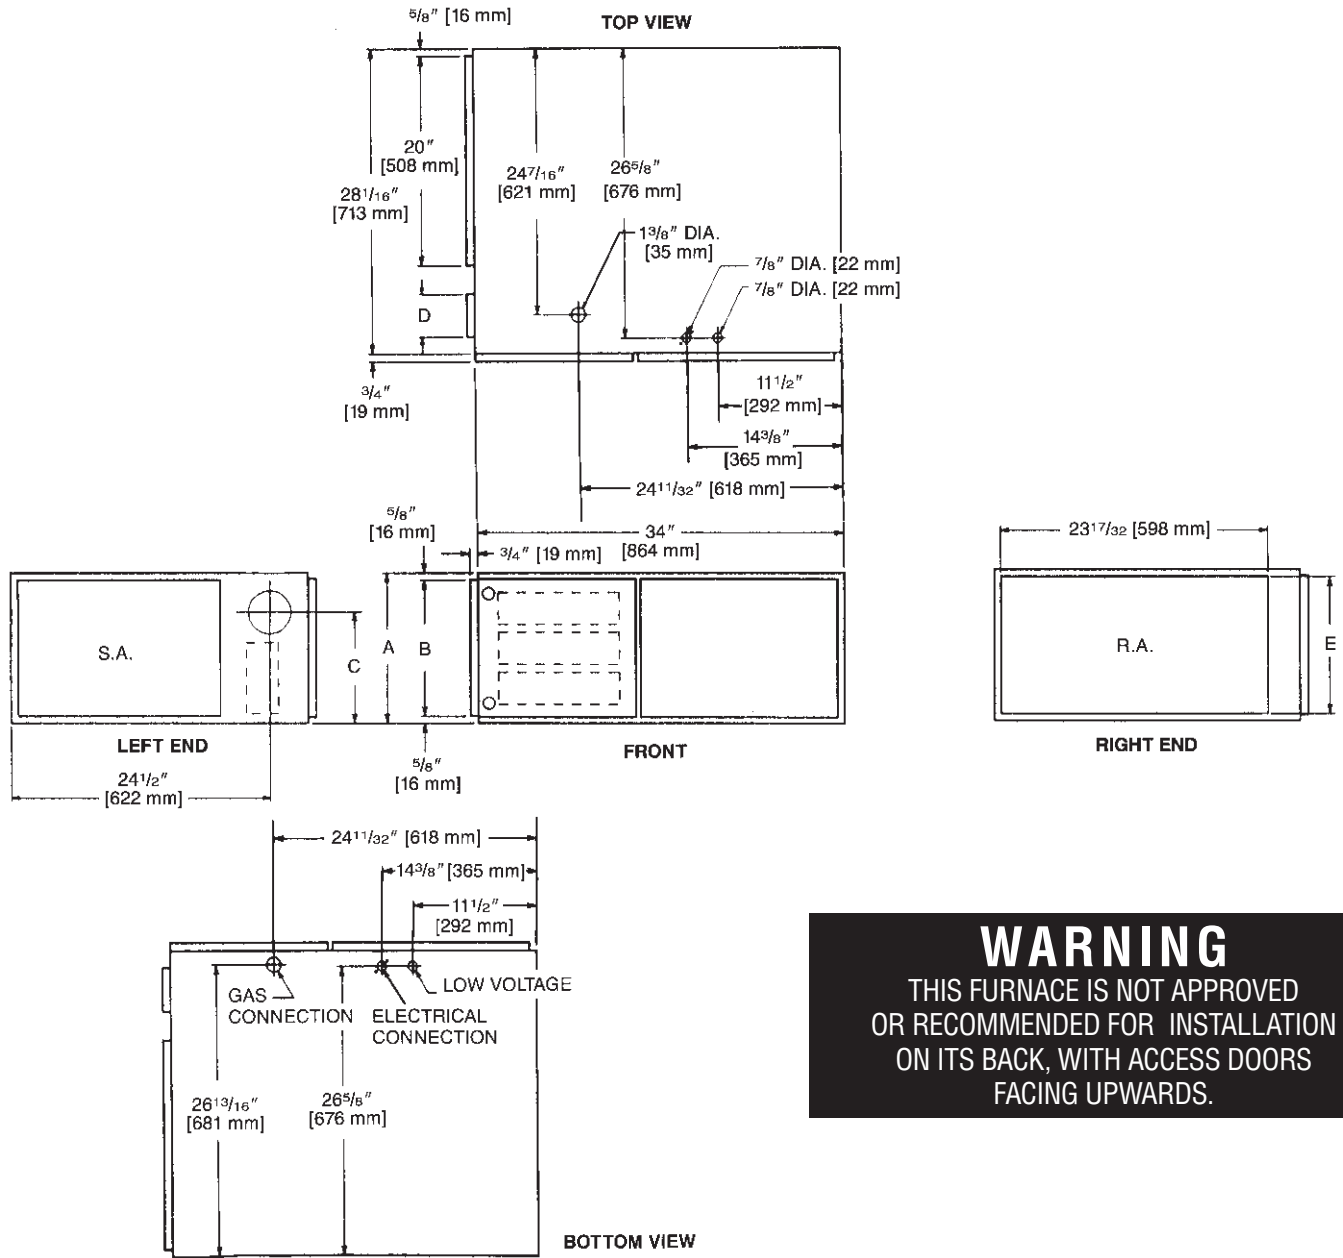 5/8" [16 mm]
TOP VIEW
20"
[508 mm]
28 1/16"
[713 mm]
24 7/16"
[621 mm]
26 5/8"
[676 mm]
1 3/8" DIA.
[35 mm]
7/8" DIA. [22 mm]
7/8" DIA. [22 mm]
D
3/4"
[19 mm]
11 1/2"
[292 mm]
14 3/8"
[365 mm]
24 11/32" [618 mm]
5/8"
[16 mm]
34"
[864 mm]
3/4" [19 mm]
23 17/32 [598 mm]
S.A.
C
A
B
R.A.
E
LEFT END
FRONT
RIGHT END
5/8"
[16 mm]
24 1/2"
[622 mm]
24 11/32" [618 mm]
14 3/8" [365 mm]
11 1/2"
[292 mm]
GAS
CONNECTION
ELECTRICAL
CONNECTION
LOW VOLTAGE
26 13/16"
[681 mm]
26 5/8"
[676 mm]
BOTTOM VIEW
WARNING
THIS FURNACE IS NOT APPROVED
OR RECOMMENDED FOR INSTALLATION
ON ITS BACK, WITH ACCESS DOORS
FACING UPWARDS.